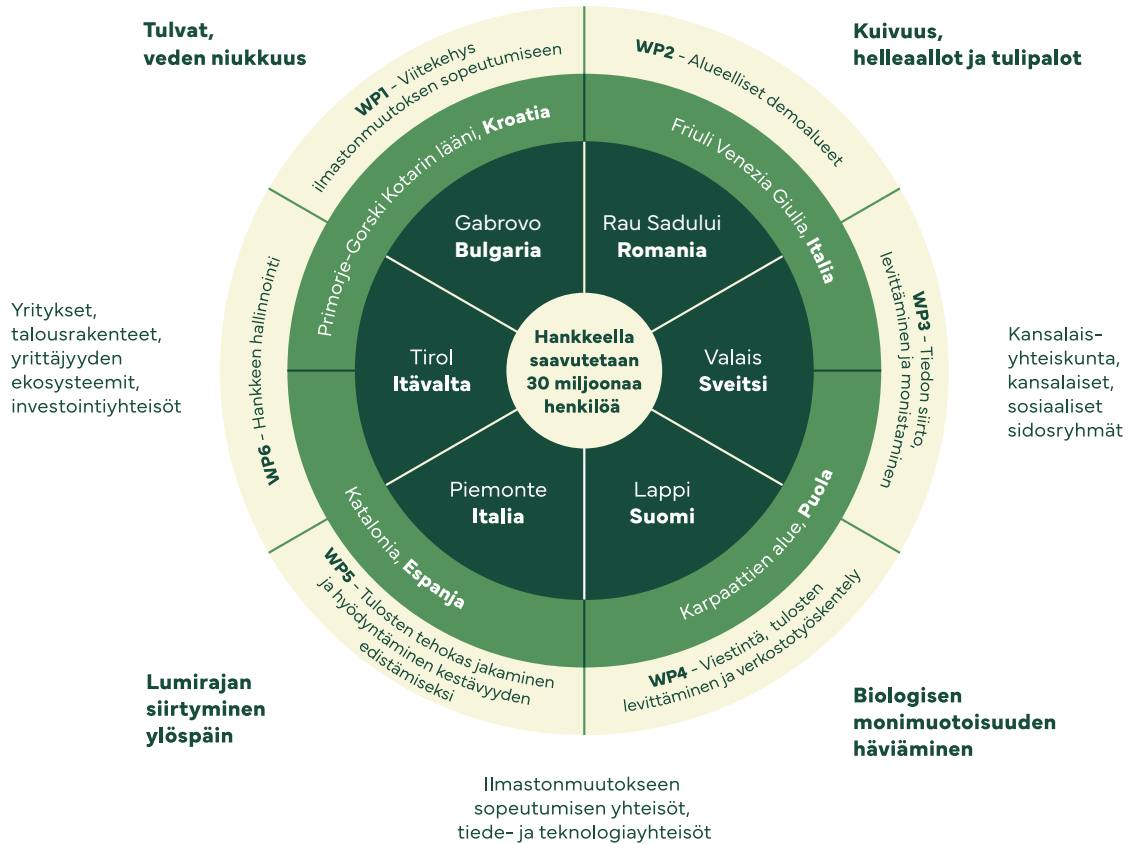 Tulvat,
veden niukkuus
Kuivuus,
helleaallot ja tulipalot
WP1 - Viitekehys
ilmastonmuutoksen sopeutumiseen
WP2 - Alueelliset demoalueet
Primorje-Gorski Kotarin lääni, Kroatia
Friuli Venezia Giulia, Italia
Gabrovo
Bulgaria
Rau Sadului
Romania
Yritykset,
talousrakenteet,
yrittäjyyden
ekosysteemit,
investointiyhteisöt
WP6 - Hankkeen hallinnointi
Tirol
Itävalta
Hankkeella
saavutetaan
30 miljoonaa
henkilöä
Valais
Sveitsi
WP3 - Tiedon siirto,
levittäminen ja monistaminen
Kansalais-
yhteiskunta,
kansalaiset,
sosiaaliset
sidosryhmät
Piemonte
Italia
Lappi
Suomi
Katalonia, Espanja
Karpaattien alue, Puola
WP5 - Tulosten tehokas jakaminen
ja hyödyntäminen kestävyyden
edistämiseksi
WP4 - Viestintä, tulosten
levittäminen ja verkostotyöskentely
Lumirajan
siirtyminen
ylöspäin
Biologisen
monimuotoisuuden
häviäminen
Ilmastonmuutokseen
sopeutumisen yhteisöt,
tiede- ja teknologiayhteisöt